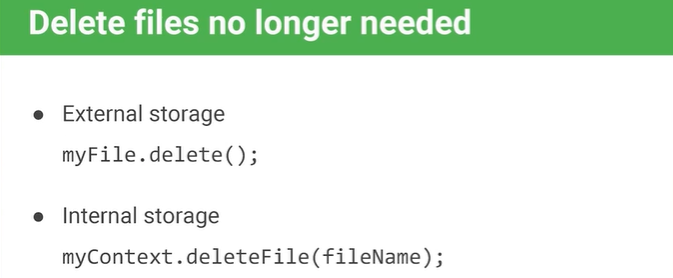 Delete files no longer needed
● External storage
myFile.delete();
● Internal storage
myContext.deleteFile(fileName);